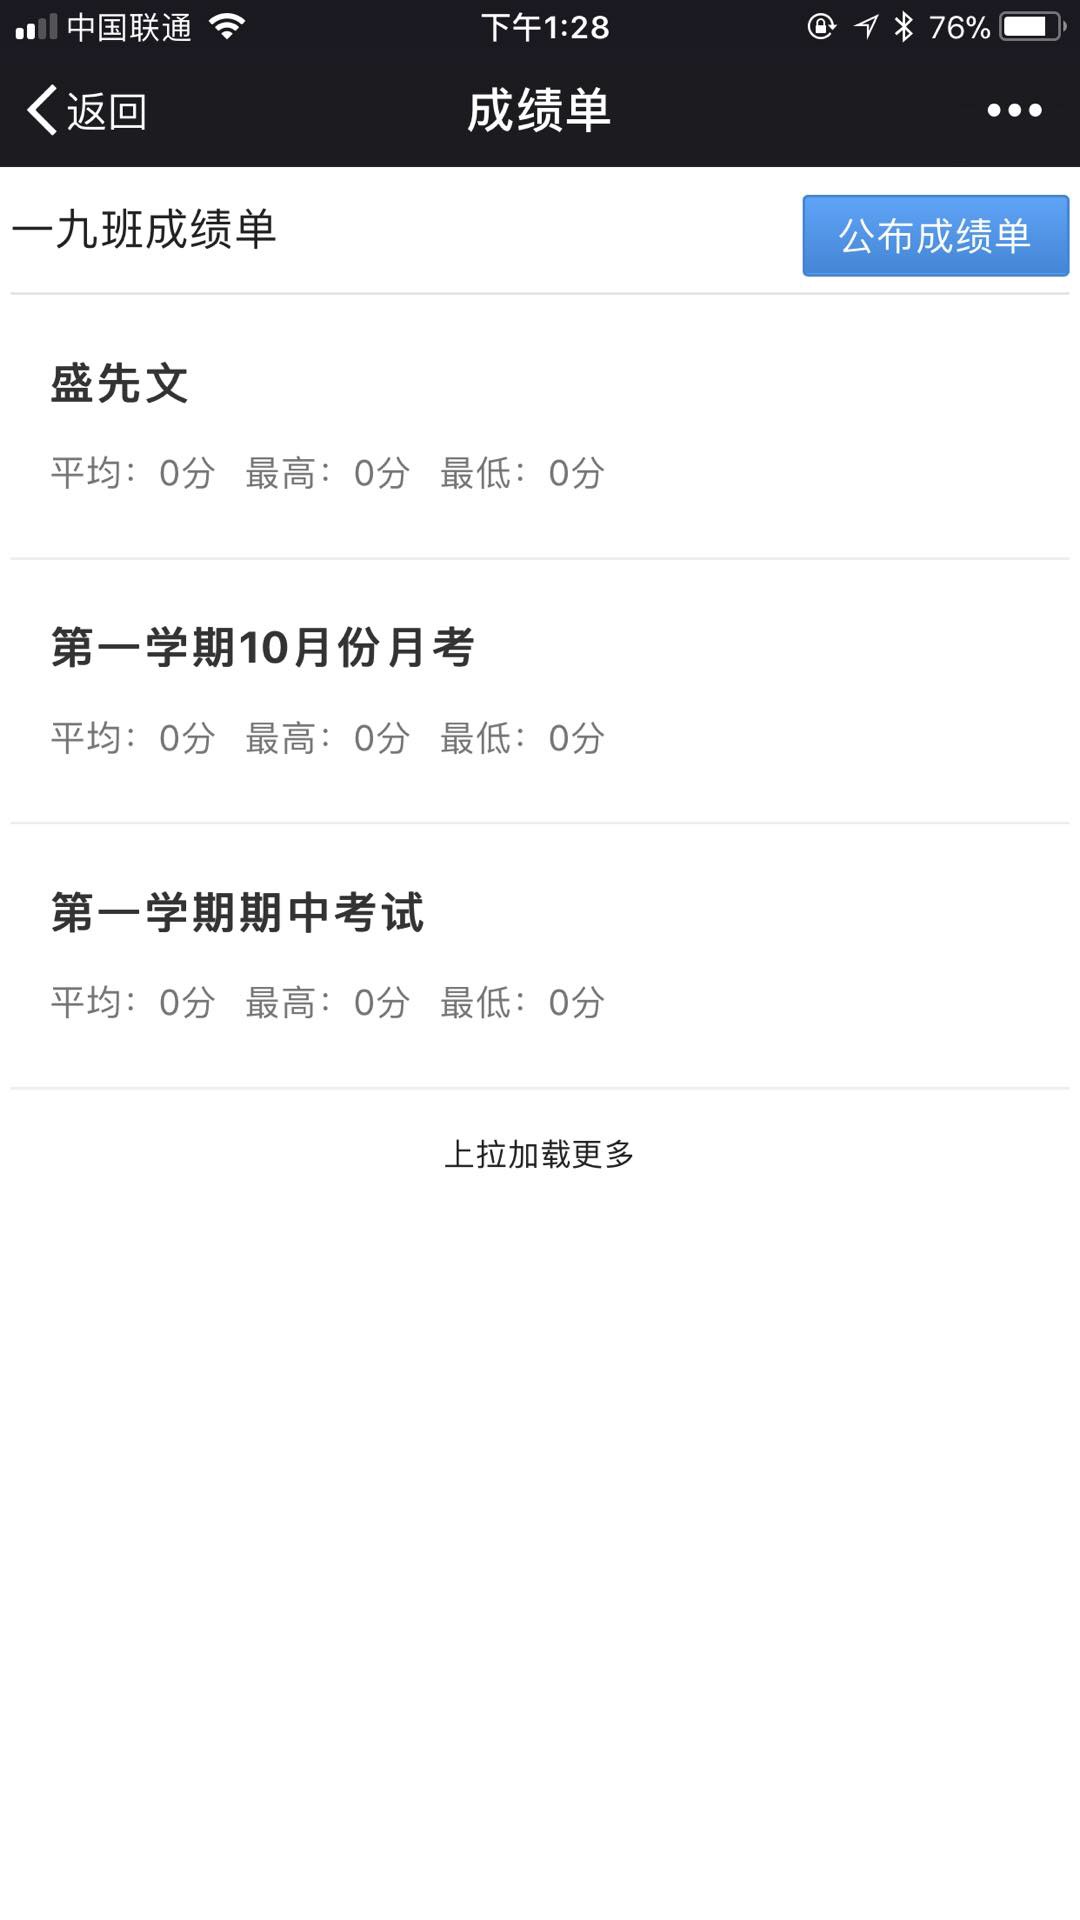 中国联通 下午1:28 76%
返回 成绩单
一九班成绩单 公布成绩单
盛先文
平均：0分 最高：0分 最低：0分
第一学期10月份月考
平均：0分 最高：0分 最低：0分
第一学期期中考试
平均：0分 最高：0分 最低：0分
上拉加载更多